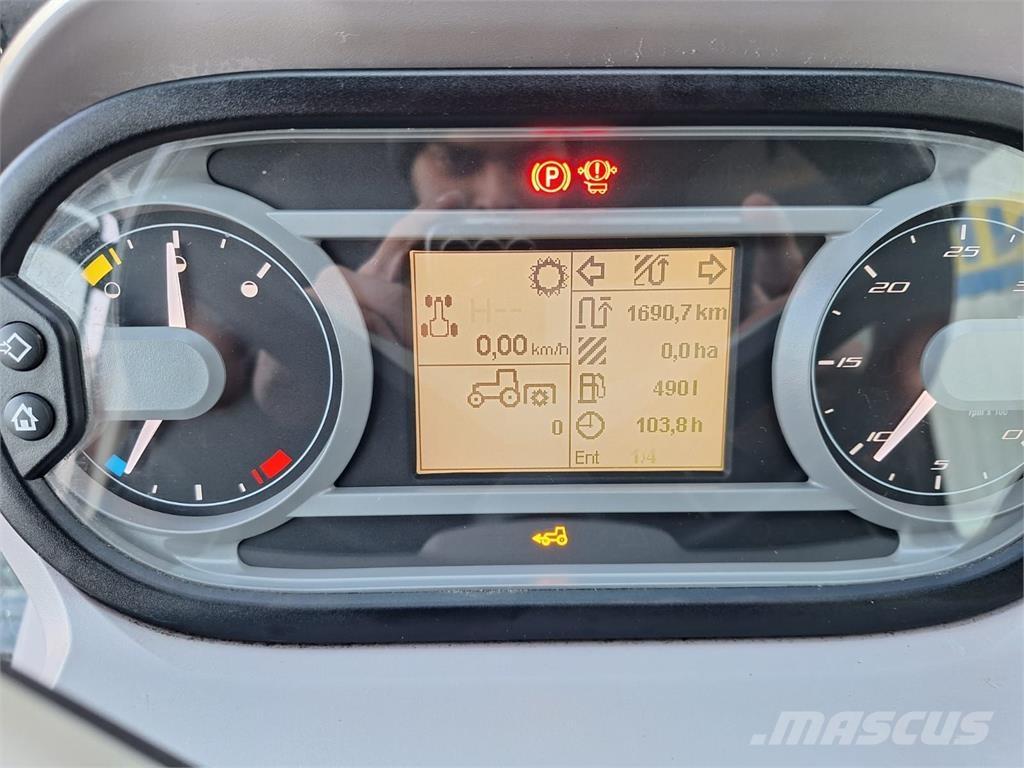 P
H--
0,00 km/h
0
1690,7 km
0,0 ha
490 l
103,8 h
Ent 1/4
25
20
15
10
5
0
rpm x 100
MASCUS